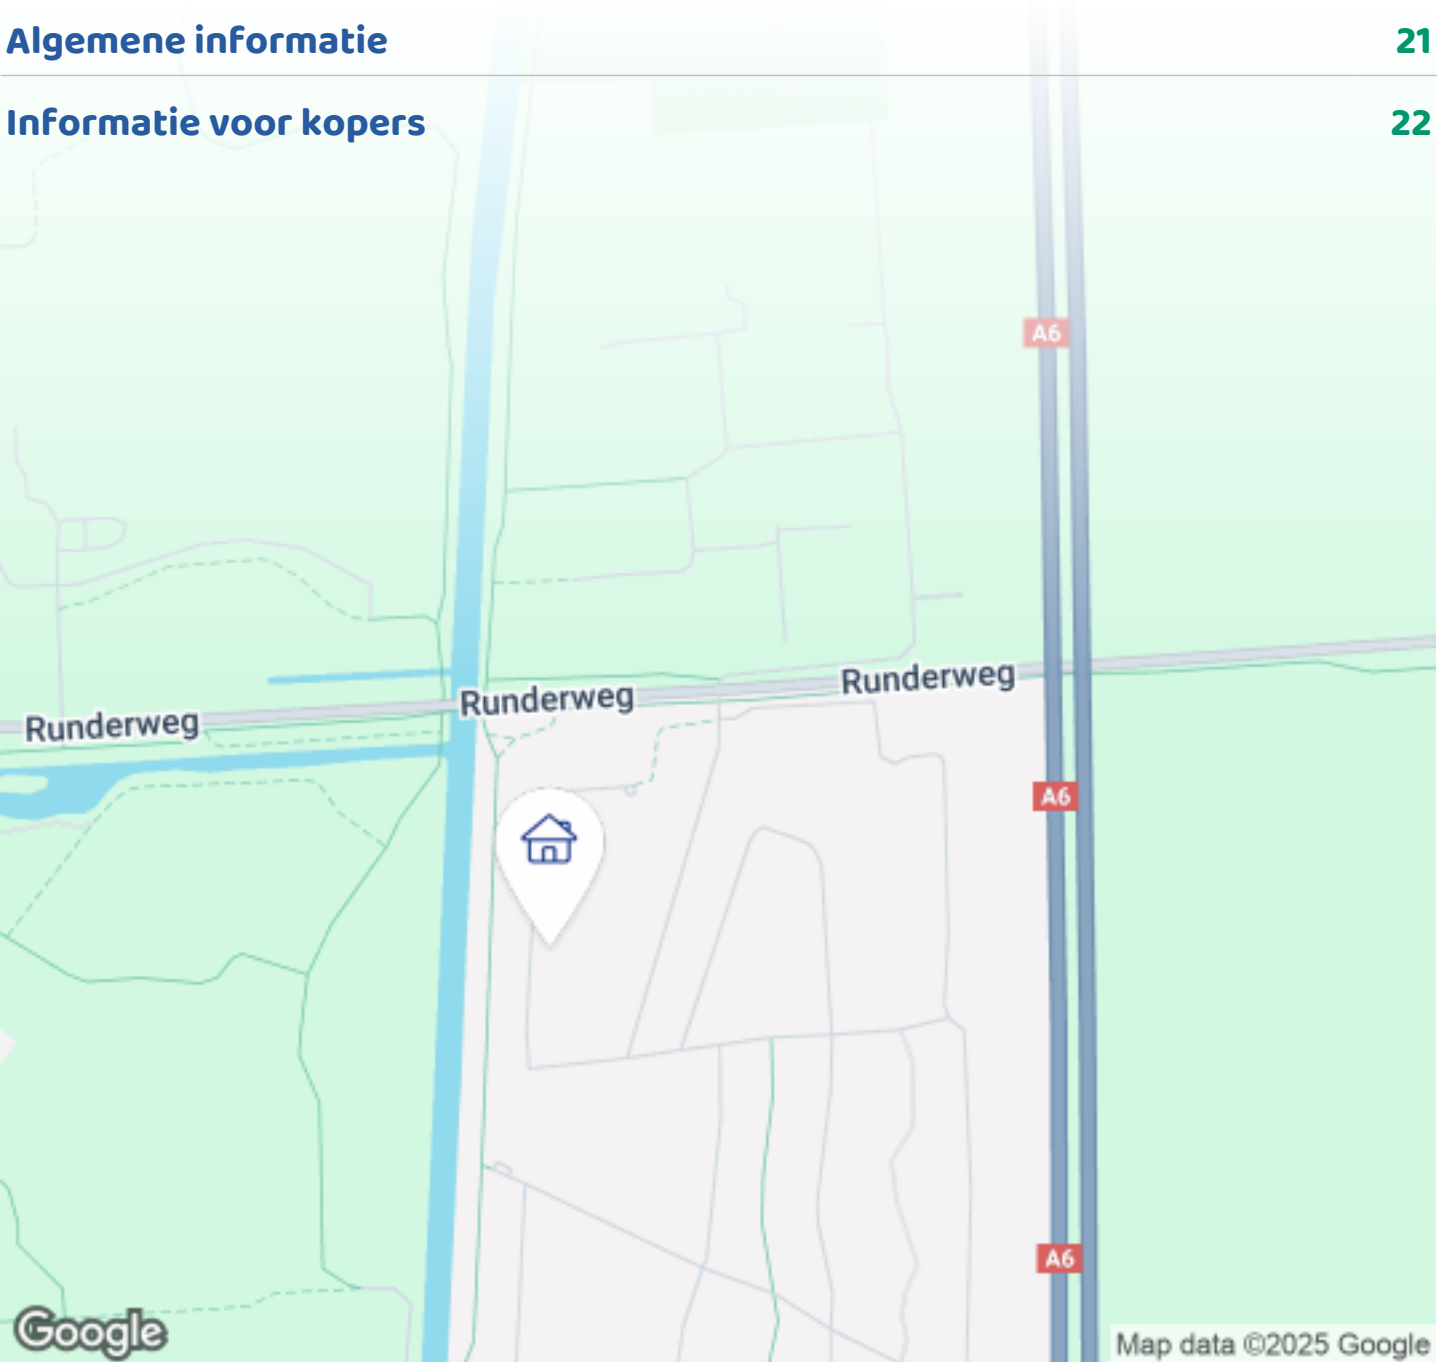 Algemene informatie 21
Informatie voor kopers 22
A6
Runderweg
Runderweg
Runderweg
A6
A6
Google
Map data ©2025 Google